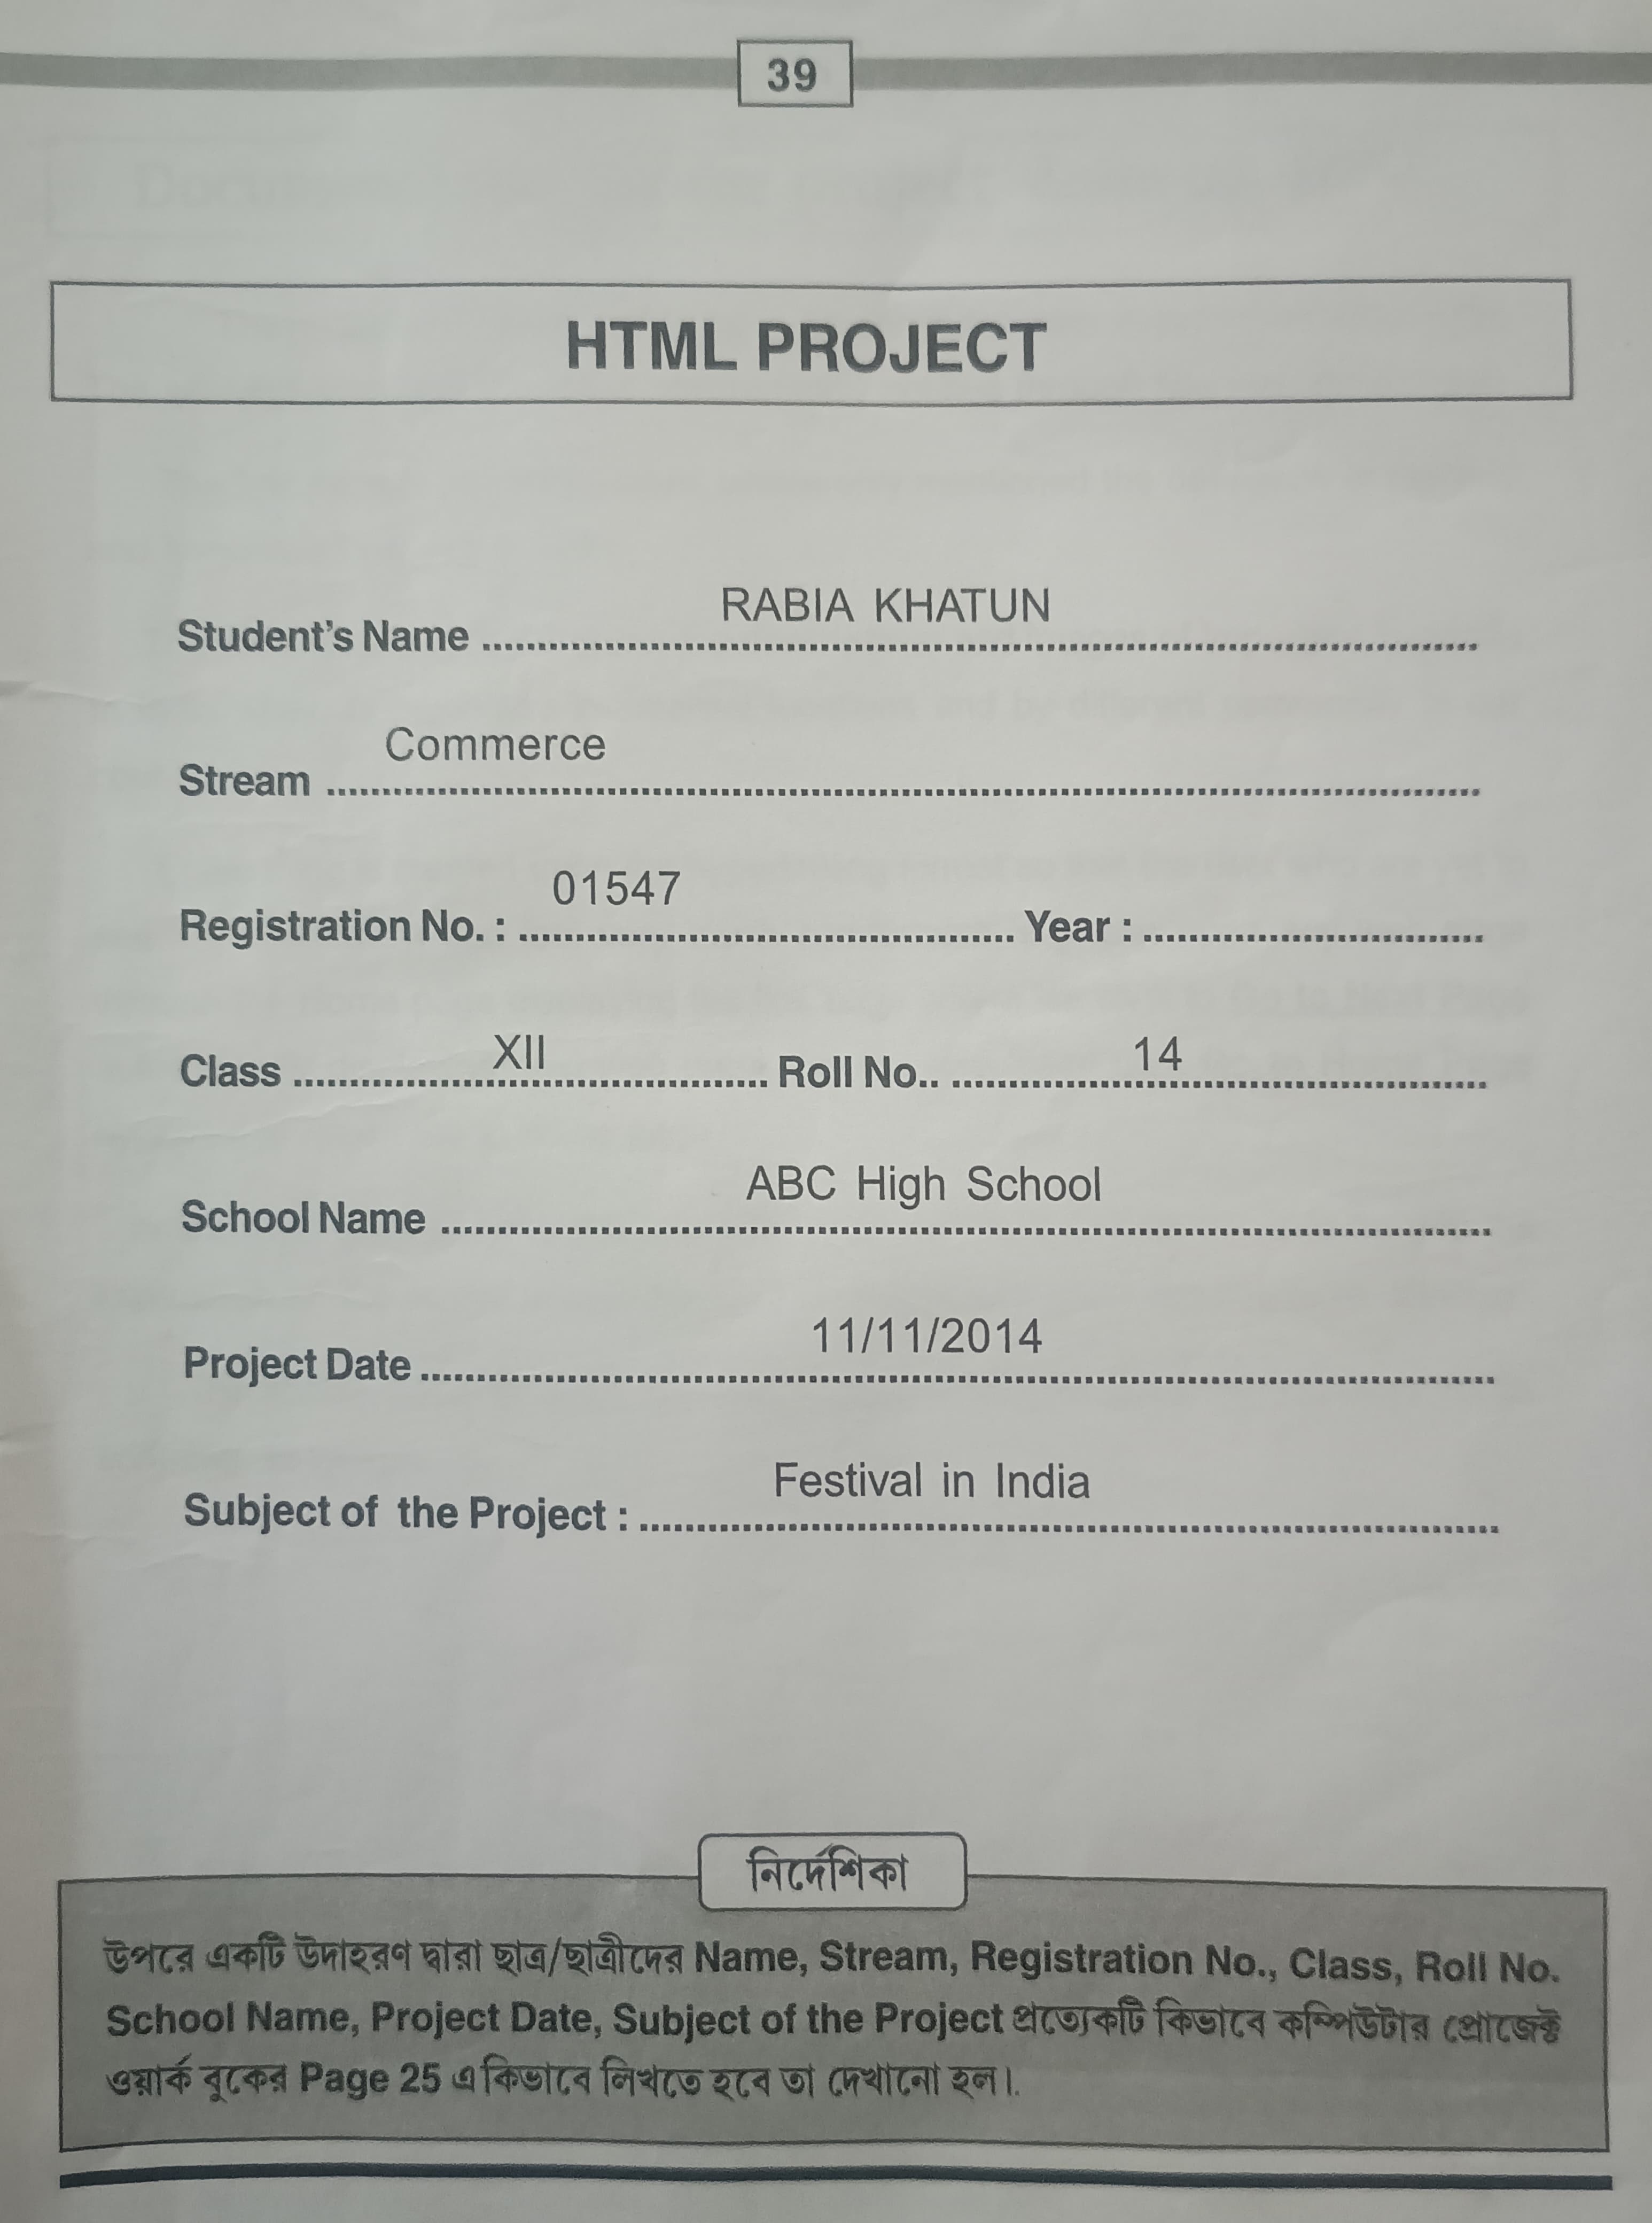 39
HTML PROJECT
Student's Name ........ RABIA KHATUN ........
Stream ........ Commerce ........
Registration No. : ........ 01547 ........ Year : ........
Class ........ XII ........ Roll No.. ........ 14 ........
School Name ........ ABC High School ........
Project Date ........ 11/11/2014 ........
Subject of the Project : ........ Festival in India ........
নির্দেশিকা
উপরে একটি উদাহরণ দ্বারা ছাত্র/ছাত্রীদের Name, Stream, Registration No., Class, Roll No.
School Name, Project Date, Subject of the Project প্রত্যেকটি কিভাবে কম্পিউটার প্রোজেক্ট
ওয়ার্ক বুকের Page 25 এ কিভাবে লিখতে হবে তা দেখানো হল।